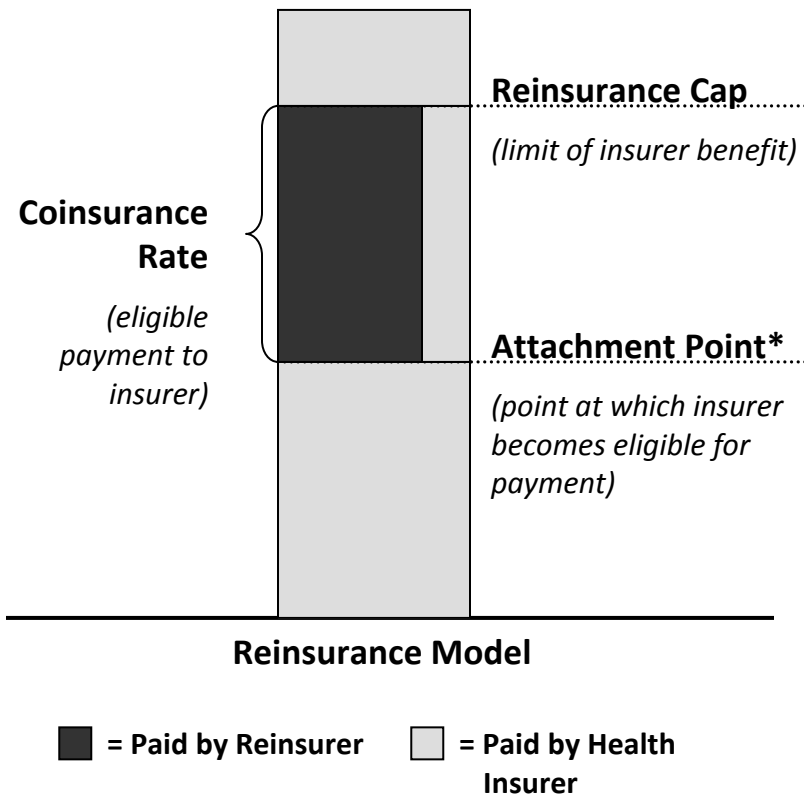 Reinsurance Cap
(limit of insurer benefit)
Coinsurance
Rate
(eligible
payment to
insurer)
Attachment Point*
(point at which insurer
becomes eligible for
payment)
Reinsurance Model
= Paid by Reinsurer
= Paid by Health
Insurer